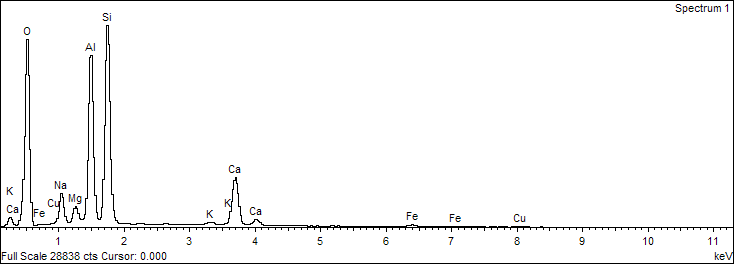 Spectrum 1
Si
O
Al
K
Ca
Fe
Cu
Na
Mg
K
K
Ca
Ca
Fe
Fe
Cu
1 2 3 4 5 6 7 8 9 10 11
Full Scale 28838 cts Cursor: 0.000 keV